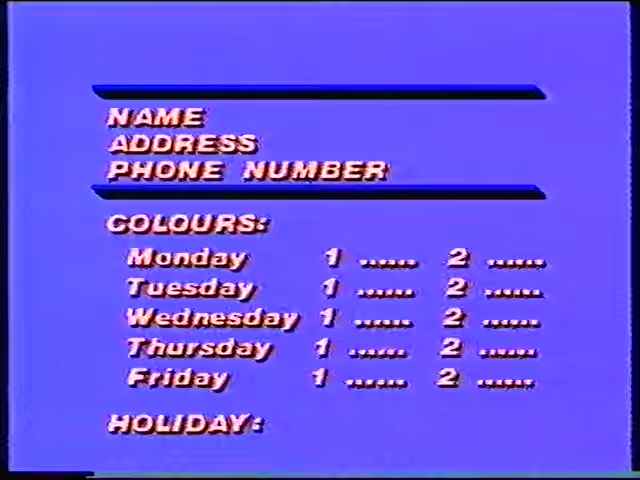 NAME
ADDRESS
PHONE NUMBER
COLOURS:
Monday 1 ...... 2 ......
Tuesday 1 ...... 2 ......
Wednesday 1 ...... 2 ......
Thursday 1 ...... 2 ......
Friday 1 ...... 2 ......
HOLIDAY: